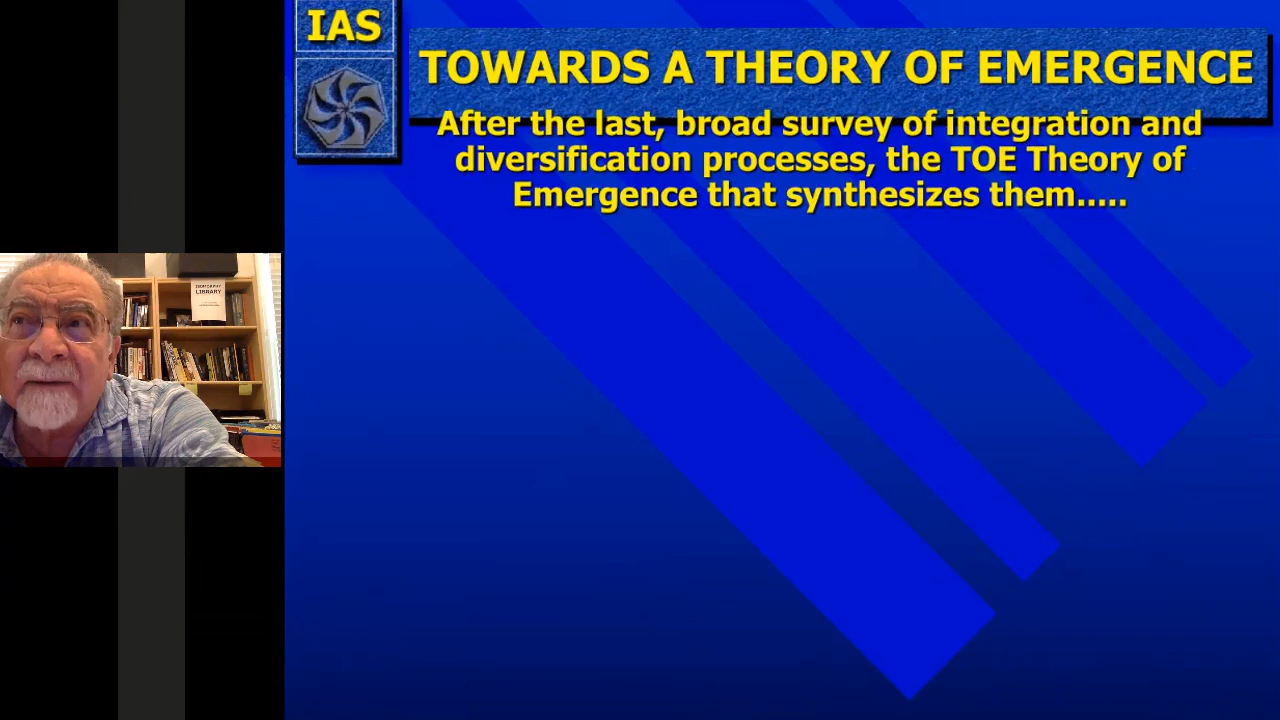 IAS
TOWARDS A THEORY OF EMERGENCE
After the last, broad survey of integration and
diversification processes, the TOE Theory of
Emergence that synthesizes them.....
LIBRARY